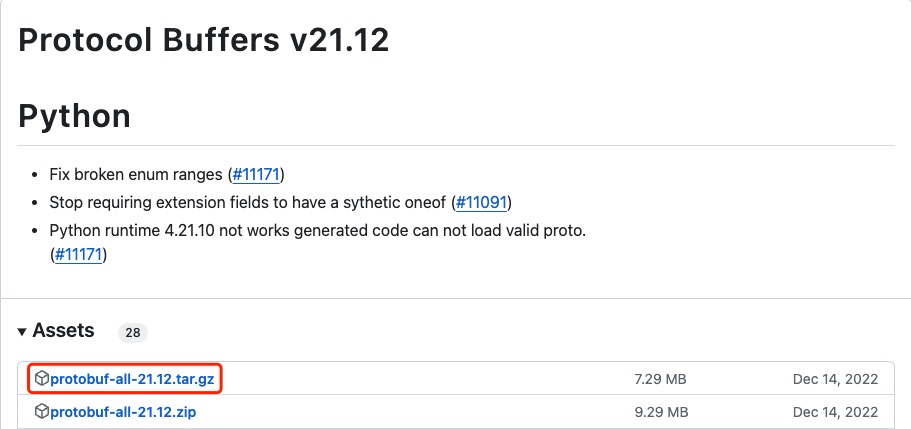 Protocol Buffers v21.12
Python
• Fix broken enum ranges (#11171)
• Stop requiring extension fields to have a sythetic oneof (#11091)
• Python runtime 4.21.10 not works generated code can not load valid proto.
(#11171)
▾ Assets 28
protobuf-all-21.12.tar.gz 7.29 MB Dec 14, 2022
protobuf-all-21.12.zip 9.29 MB Dec 14, 2022